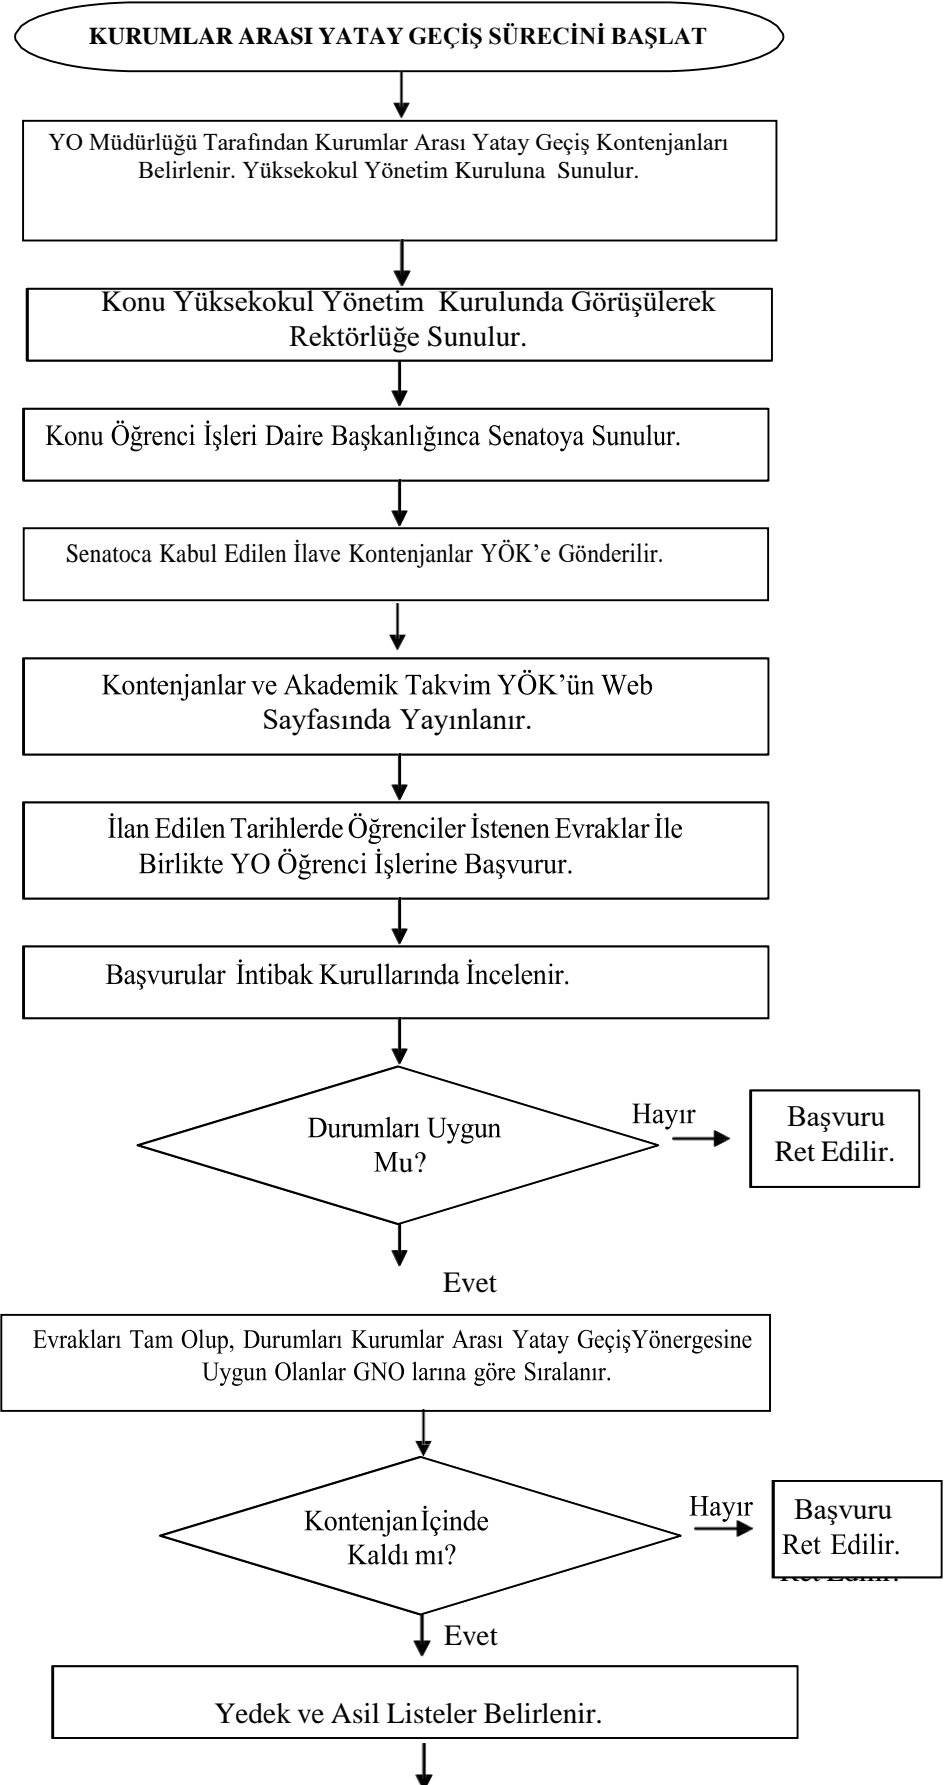 KURUMLAR ARASI YATAY GEÇİŞ SÜRECİNİ BAŞLAT
YO Müdürlüğü Tarafından Kurumlar Arası Yatay Geçiş Kontenjanları
Belirlenir. Yüksekokul Yönetim Kuruluna Sunulur.
Konu Yüksekokul Yönetim Kurulunda Görüşülerek
Rektörlüğe Sunulur.
Konu Öğrenci İşleri Daire Başkanlığınca Senatoya Sunulur.
Senatoca Kabul Edilen İlave Kontenjanlar YÖK’e Gönderilir.
Kontenjanlar ve Akademik Takvim YÖK’ün Web
Sayfasında Yayınlanır.
İlan Edilen Tarihlerde Öğrenciler İstenen Evraklar İle
Birlikte YO Öğrenci İşlerine Başvurur.
Başvurular İntibak Kurullarında İncelenir.
Durumları Uygun
Mu?
Hayır
Başvuru
Ret Edilir.
Evet
Evrakları Tam Olup, Durumları Kurumlar Arası Yatay GeçişYönergesine
Uygun Olanlar GNO larına göre Sıralanır.
Kontenjan İçinde
Kaldı mı?
Hayır
Başvuru
Ret Edilir.
Evet
Yedek ve Asil Listeler Belirlenir.